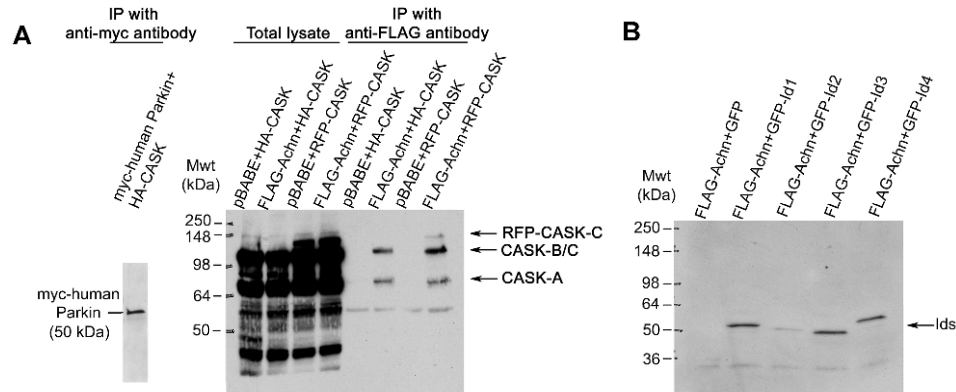 A
IP with
anti-myc antibody
myc-human Parkin+
HA-CASK
myc-human
Parkin
(50 kDa)
Total lysate
IP with
anti-FLAG antibody
pBABE+HA-CASK
FLAG-Achn+HA-CASK
pBABE+RFP-CASK
FLAG-Achn+RFP-CASK
pBABE+HA-CASK
FLAG-Achn+HA-CASK
pBABE+RFP-CASK
FLAG-Achn+RFP-CASK
Mwt
(kDa)
250
148
98
64
50
RFP-CASK-C
CASK-B/C
CASK-A
B
FLAG-Achn+GFP
FLAG-Achn+GFP-Id1
FLAG-Achn+GFP-Id2
FLAG-Achn+GFP-Id3
FLAG-Achn+GFP-Id4
Mwt
(kDa)
250
148
98
64
50
36
Ids